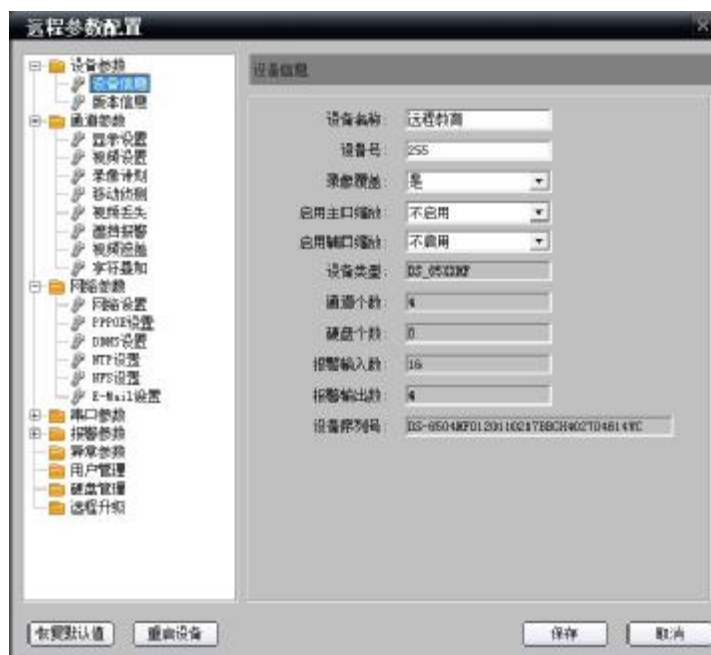 远程参数配置
设备参数
设备信息
版本信息
通道参数
显示设置
视频设置
录像计划
移动侦测
视频丢失
遮挡报警
视频遮盖
字符叠加
网络参数
网络设置
PPPOE设置
DDNS设置
NTP设置
NFS设置
E-Mail设置
串口参数
报警参数
异常参数
用户管理
硬盘管理
远程升级
设备信息
设备名称: 远程教育
设备号: 255
录像覆盖: 是
启用主口缩放: 不启用
启用辅口缩放: 不启用
设备类型: DS_65XXHF
通道个数: 4
硬盘个数: 0
报警输入数: 16
报警输出数: 4
设备序列号:
恢复默认值
重启设备
保存
取消